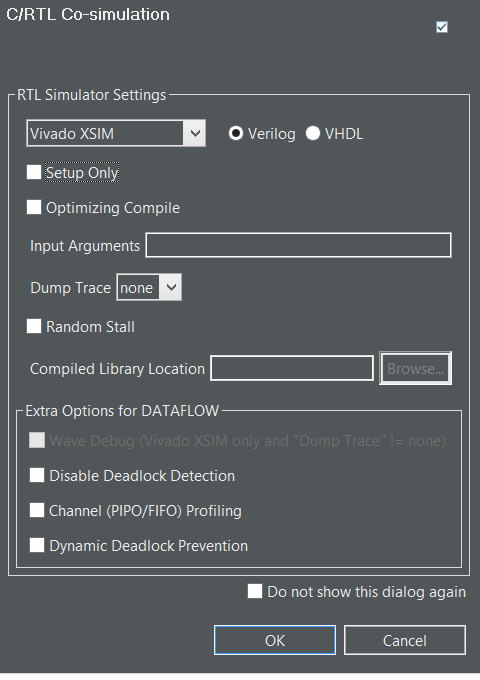 C/RTL Co-simulation
RTL Simulator Settings
Vivado XSIM Verilog VHDL
Setup Only
Optimizing Compile
Input Arguments
Dump Trace none
Random Stall
Compiled Library Location Browse...
Extra Options for DATAFLOW
Wave Debug (Vivado XSIM only and "Dump Trace" != none)
Disable Deadlock Detection
Channel (PIPO/FIFO) Profiling
Dynamic Deadlock Prevention
Do not show this dialog again
OK Cancel